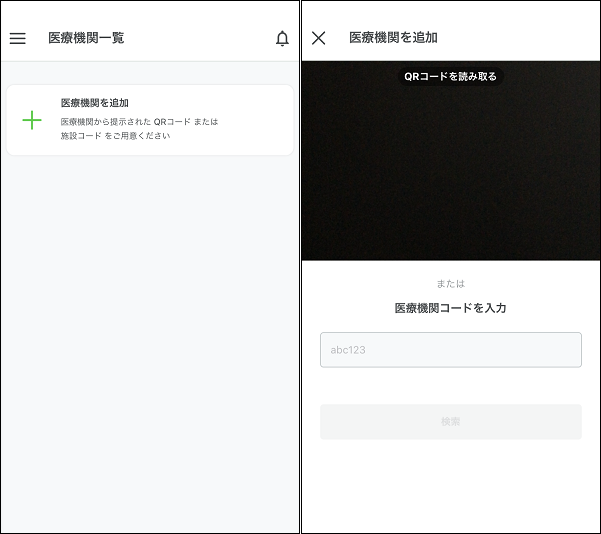 医療機関一覧
医療機関を追加
医療機関から提示された QRコード または
施設コード をご用意ください
医療機関を追加
QRコードを読み取る
または
医療機関コードを入力
abc123
検索